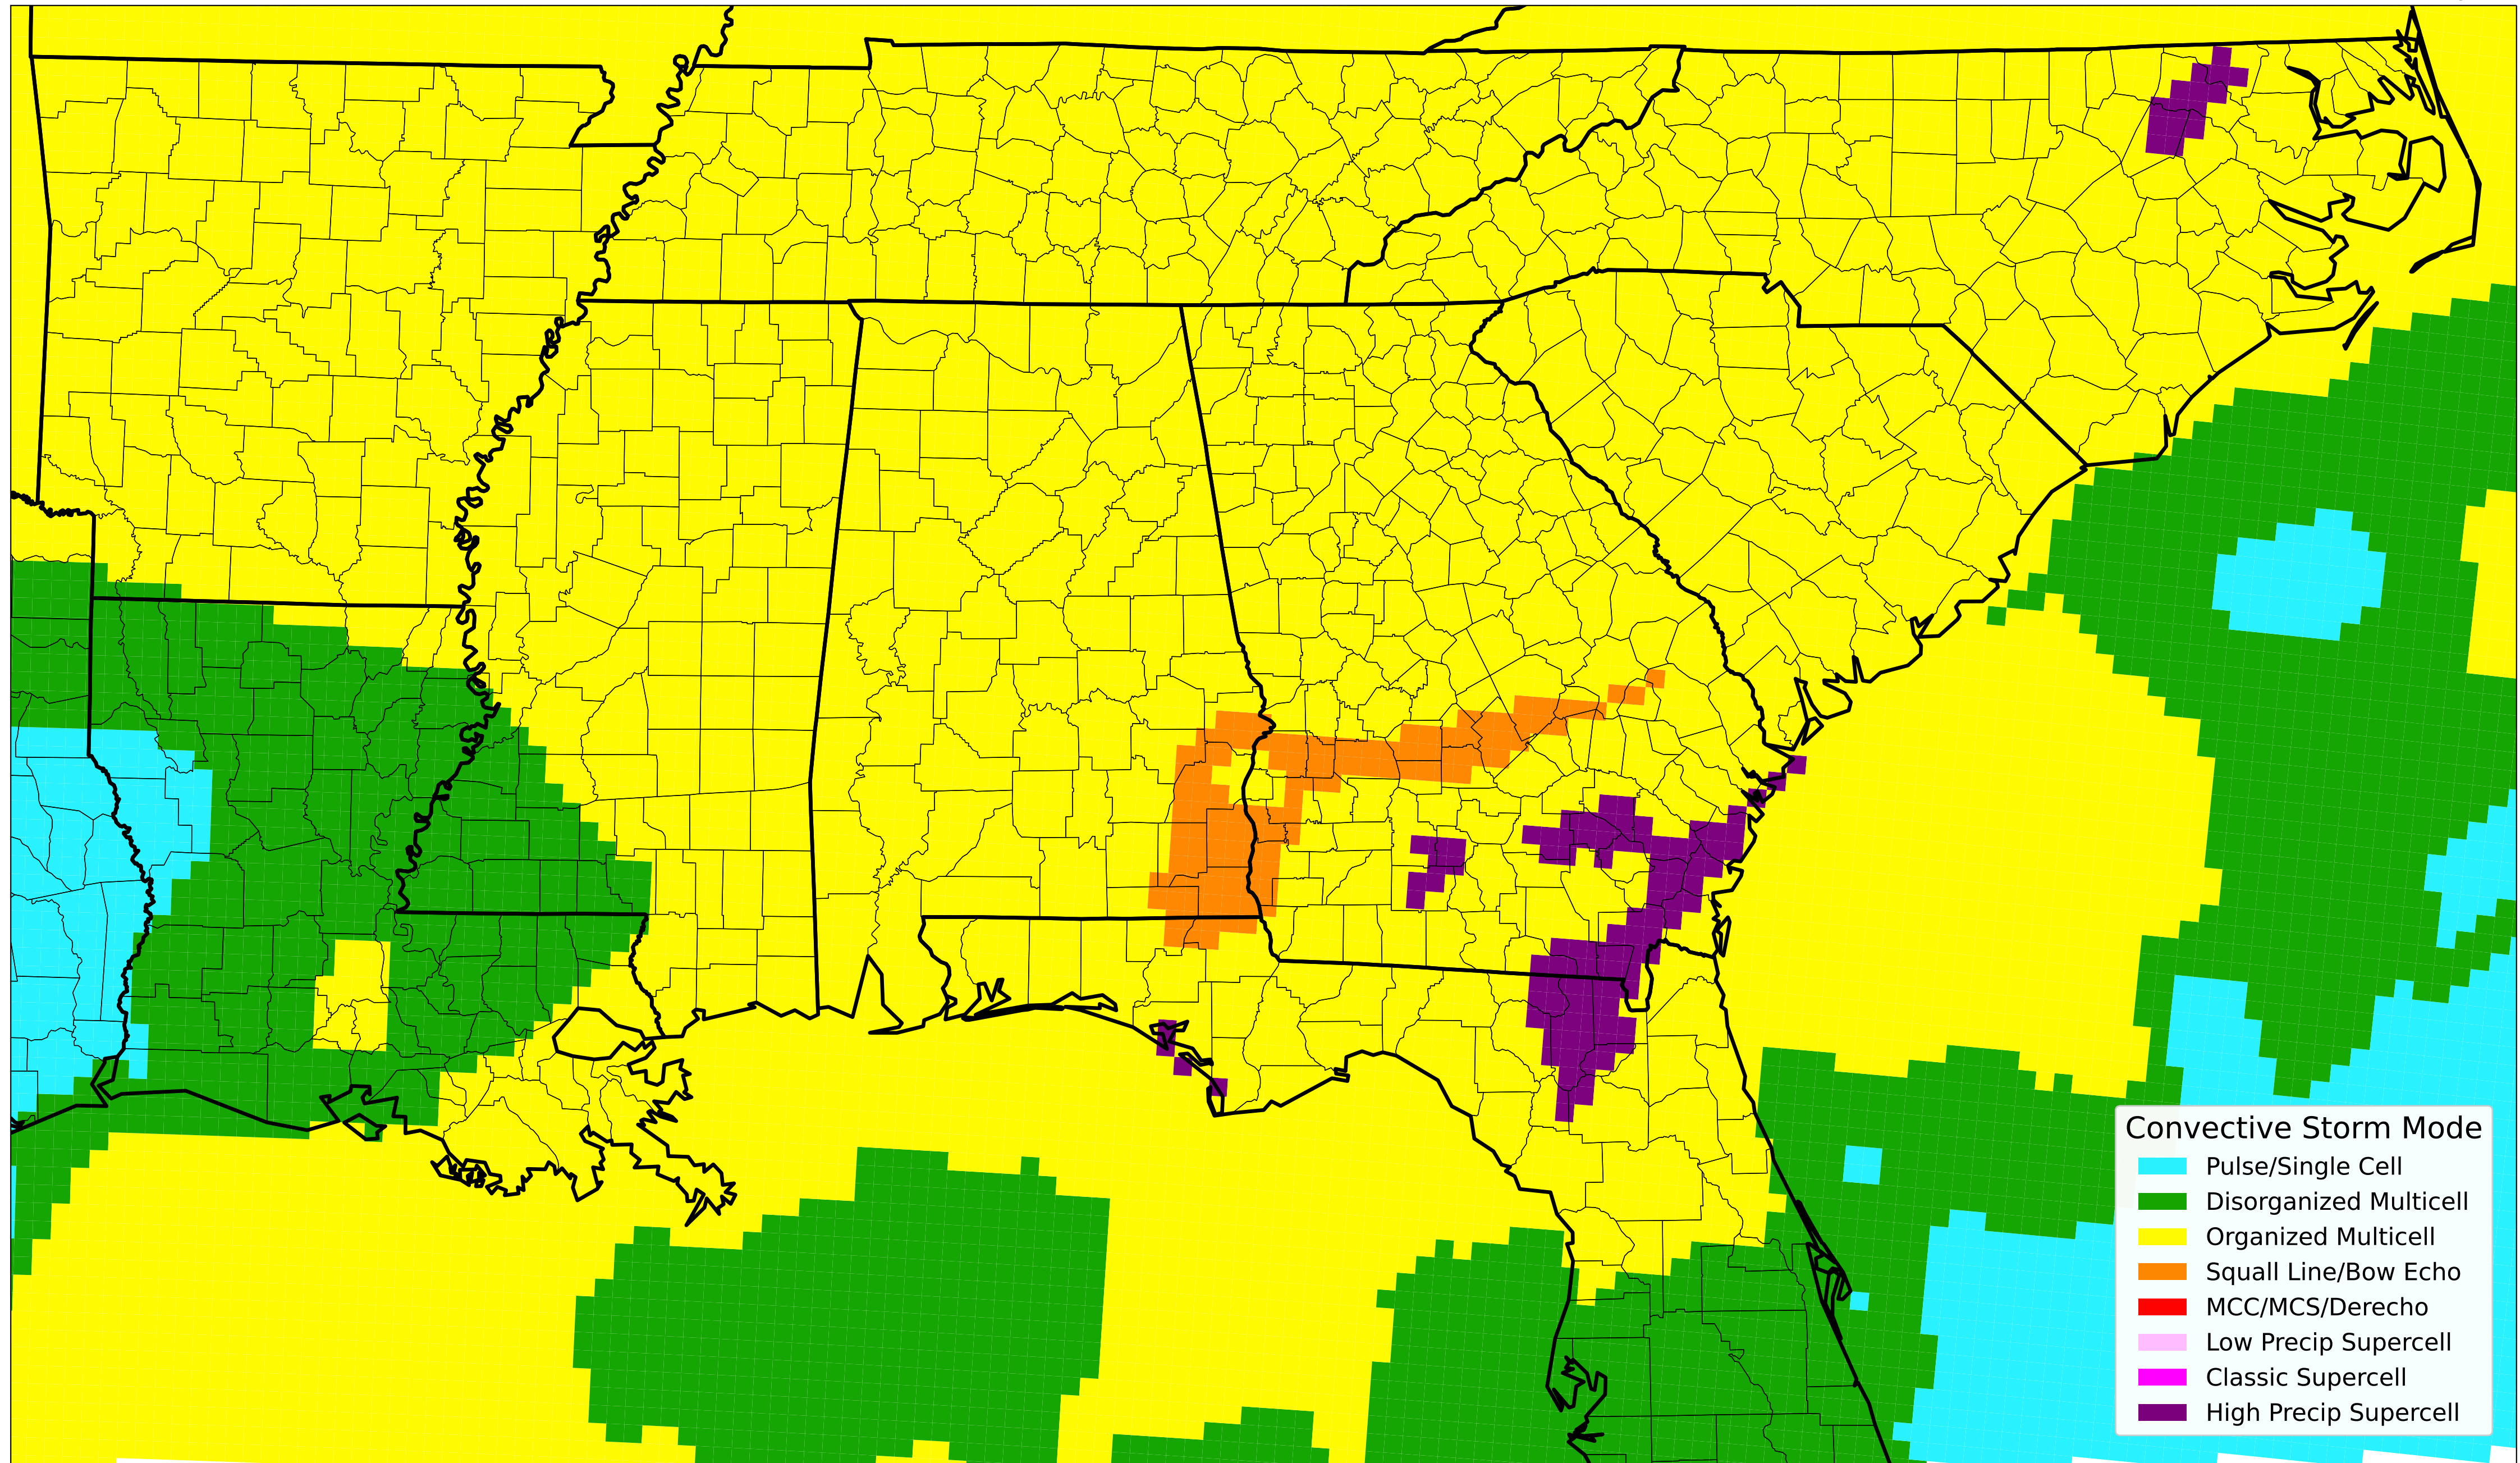 Convective Storm Mode
Pulse/Single Cell
Disorganized Multicell
Organized Multicell
Squall Line/Bow Echo
MCC/MCS/Derecho
Low Precip Supercell
Classic Supercell
High Precip Supercell